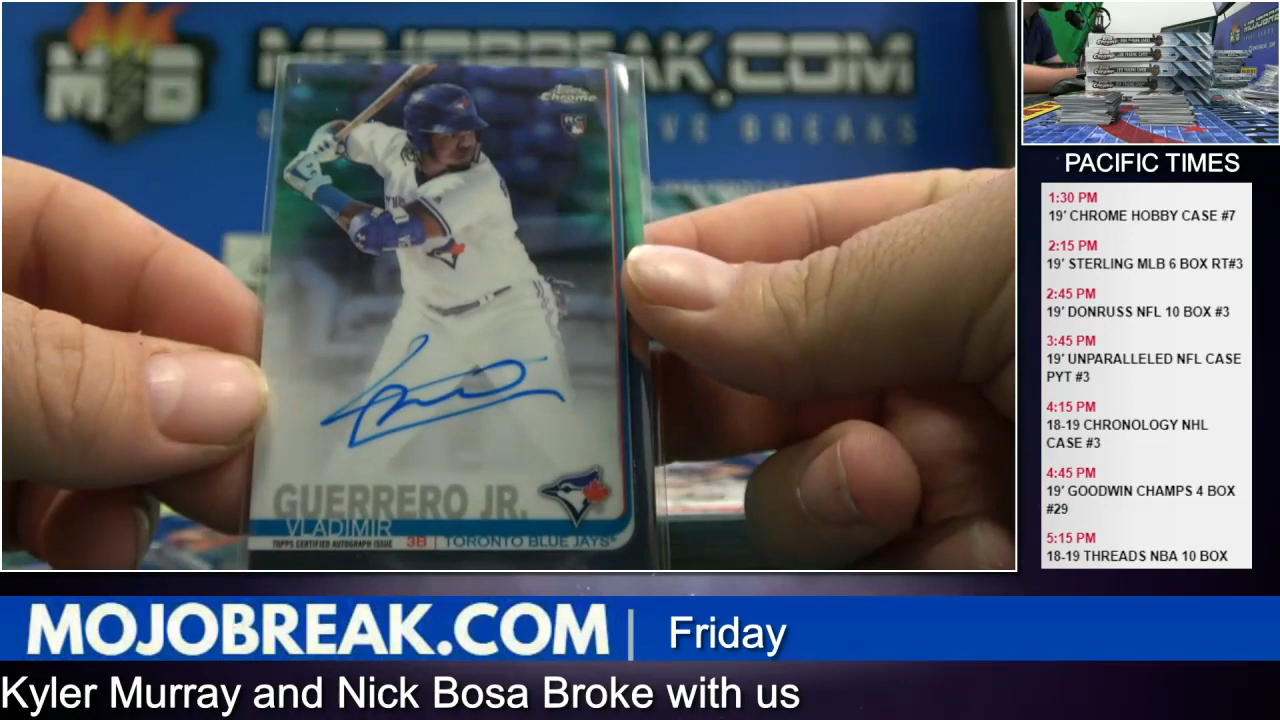 MOJOBREAK.COM
MOB
VE BREAKS
Topps
Chrome
RC
GUERRERO JR.
VLADIMIR
TOPPS CERTIFIED AUTOGRAPH ISSUE 3B | TORONTO BLUE JAYS®
PACIFIC TIMES
1:30 PM
19' CHROME HOBBY CASE #7
2:15 PM
19' STERLING MLB 6 BOX RT#3
2:45 PM
19' DONRUSS NFL 10 BOX #3
3:45 PM
19' UNPARALLELED NFL CASE
PYT #3
4:15 PM
18-19 CHRONOLOGY NHL
CASE #3
4:45 PM
19' GOODWIN CHAMPS 4 BOX
#29
5:15 PM
18-19 THREADS NBA 10 BOX
MOJOBREAK.COM | Friday
Kyler Murray and Nick Bosa Broke with us